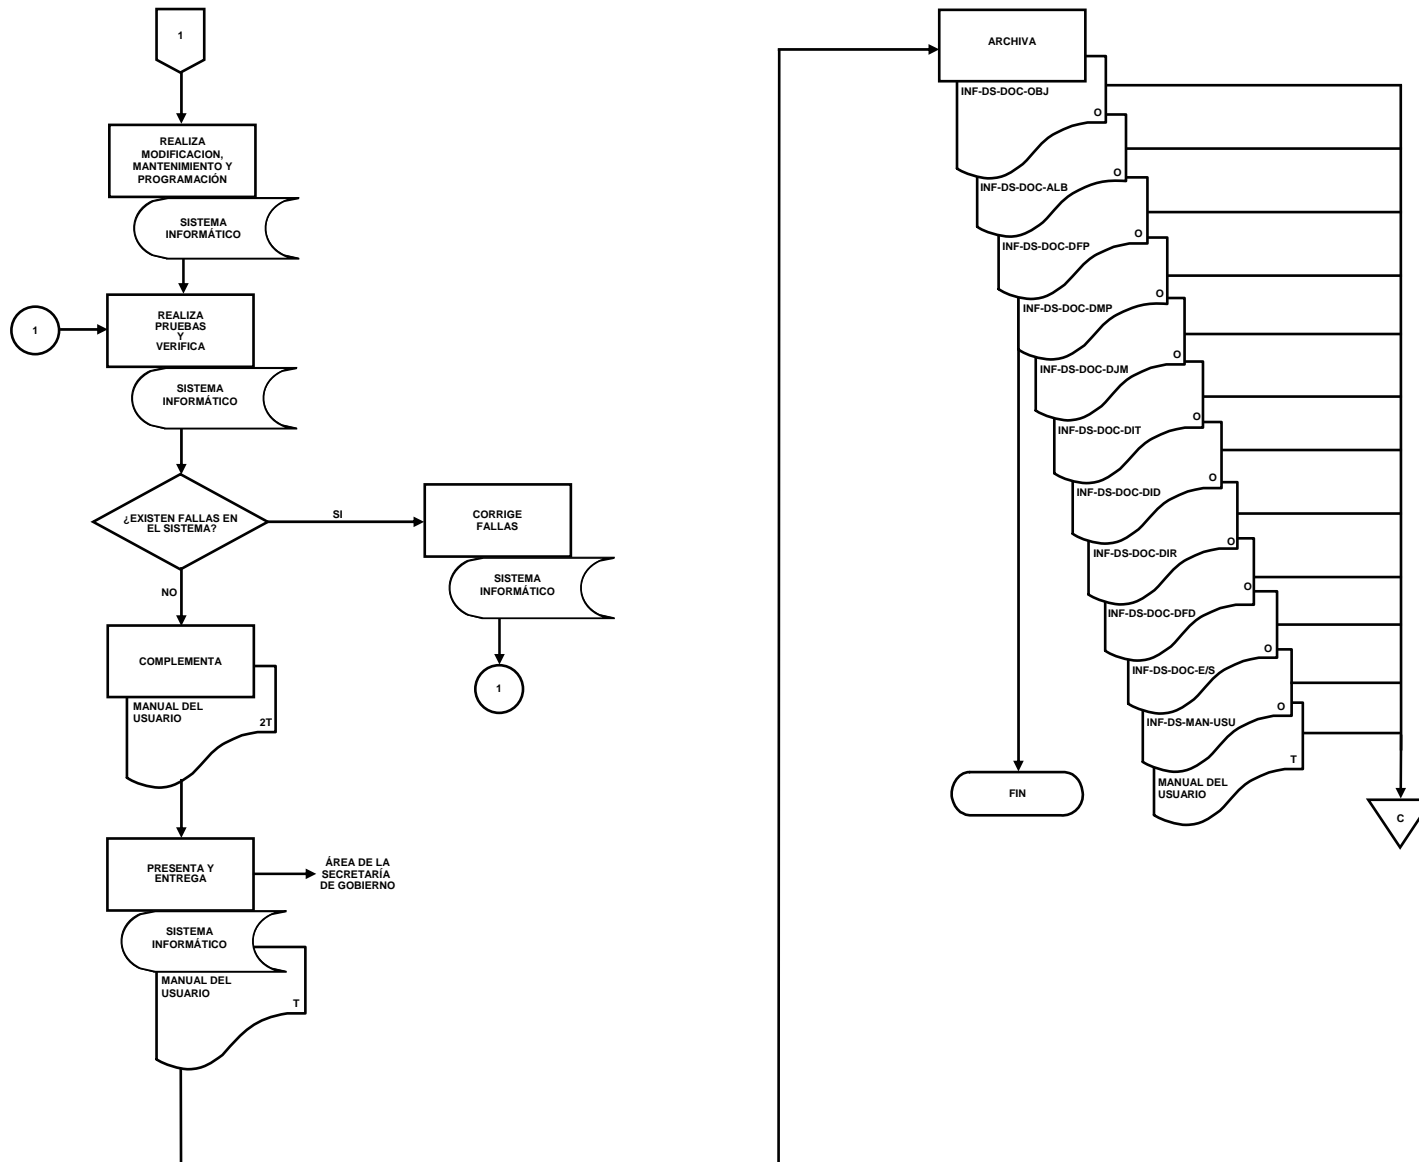 1
REALIZA
MODIFICACION,
MANTENIMIENTO Y
PROGRAMACIÓN
SISTEMA
INFORMÁTICO
1
REALIZA
PRUEBAS
Y
VERIFICA
SISTEMA
INFORMÁTICO
¿EXISTEN FALLAS EN
EL SISTEMA?
SI
CORRIGE
FALLAS
SISTEMA
INFORMÁTICO
1
NO
COMPLEMENTA
MANUAL DEL
USUARIO
2T
PRESENTA Y
ENTREGA
ÁREA DE LA
SECRETARÍA
DE GOBIERNO
SISTEMA
INFORMÁTICO
MANUAL DEL
USUARIO
T
ARCHIVA
INF-DS-DOC-OBJ
O
INF-DS-DOC-ALB
O
INF-DS-DOC-DFP
O
INF-DS-DOC-DMP
O
INF-DS-DOC-DJM
O
INF-DS-DOC-DIT
O
INF-DS-DOC-DID
O
INF-DS-DOC-DIR
O
INF-DS-DOC-DFD
O
INF-DS-DOC-E/S
O
INF-DS-MAN-USU
O
MANUAL DEL
USUARIO
T
FIN
C